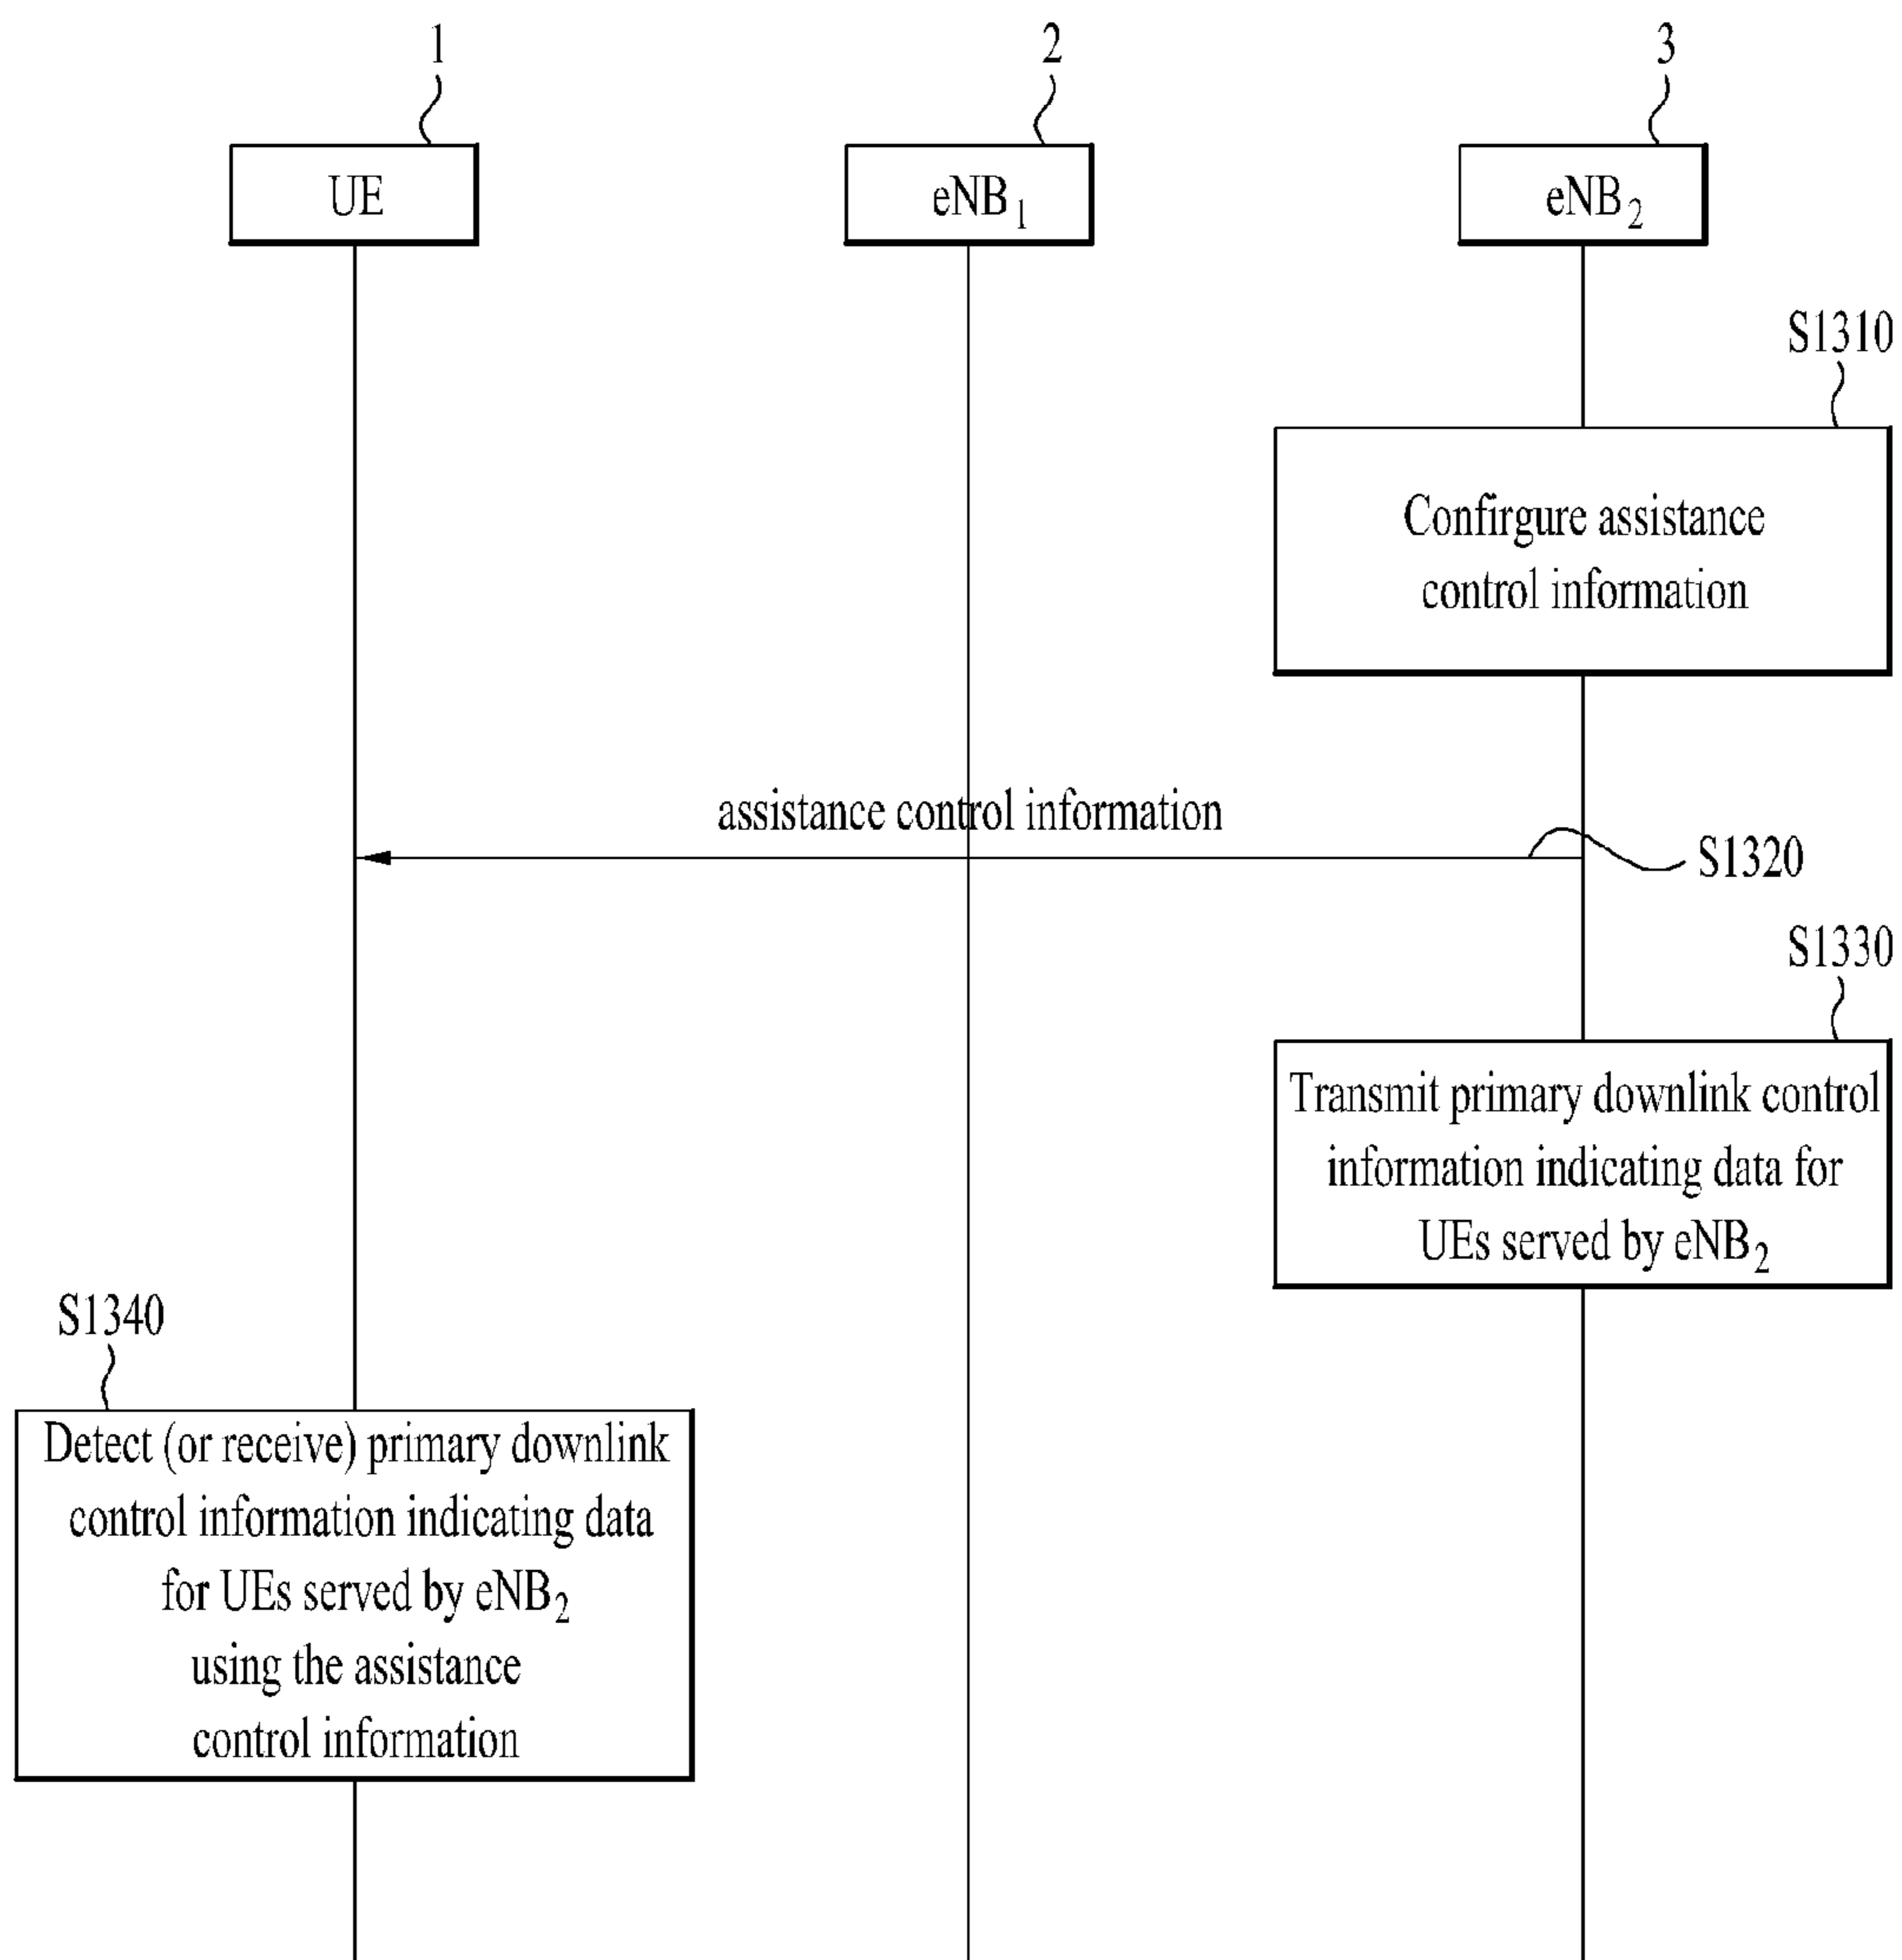 1
2
3
UE
eNB₁
eNB₂
S1310
Confirgure assistance
control information
assistance control information
S1320
S1330
Transmit primary downlink control
information indicating data for
UEs served by eNB₂
S1340
Detect (or receive) primary downlink
control information indicating data
for UEs served by eNB₂
using the assistance
control information